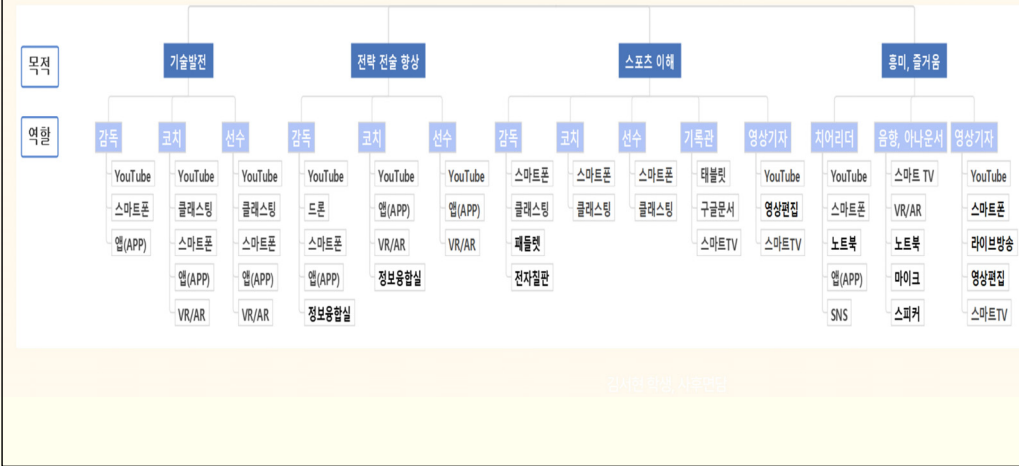 목적
기술발전
전략 전술 향상
스포츠 이해
흥미, 즐거움
역할
감독
코치
선수
감독
코치
선수
감독
코치
선수
기록관
영상기자
치어리더
음향, 아나운서
영상기자
YouTube
스마트폰
앱(APP)
YouTube
클래스팅
스마트폰
앱(APP)
VR/AR
YouTube
클래스팅
스마트폰
앱(APP)
VR/AR
YouTube
드론
스마트폰
앱(APP)
정보융합실
YouTube
앱(APP)
VR/AR
정보융합실
YouTube
앱(APP)
VR/AR
스마트폰
클래스팅
패들렛
전자칠판
스마트폰
클래스팅
스마트폰
클래스팅
태블릿
구글문서
스마트TV
YouTube
영상편집
스마트TV
YouTube
스마트폰
노트북
앱(APP)
SNS
스마트 TV
VR/AR
노트북
마이크
스피커
YouTube
스마트폰
라이브방송
영상편집
스마트TV